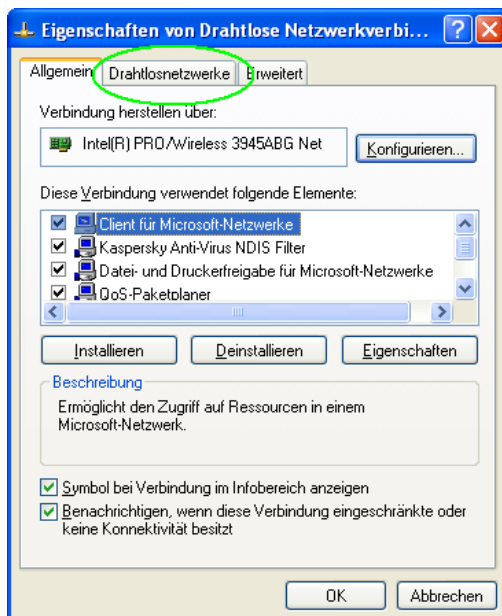 Eigenschaften von Drahtlose Netzwerkverbi...
Allgemein Drahtlosnetzwerke Erweitert
Verbindung herstellen über:
Intel(R) PRO/Wireless 3945ABG Net
Konfigurieren...
Diese Verbindung verwendet folgende Elemente:
Client für Microsoft-Netzwerke
Kaspersky Anti-Virus NDIS Filter
Datei- und Druckerfreigabe für Microsoft-Netzwerke
QoS-Paketplaner
Installieren Deinstallieren Eigenschaften
Beschreibung
Ermöglicht den Zugriff auf Ressourcen in einem
Microsoft-Netzwerk.
Symbol bei Verbindung im Infobereich anzeigen
Benachrichtigen, wenn diese Verbindung eingeschränkte oder
keine Konnektivität besitzt
OK Abbrechen